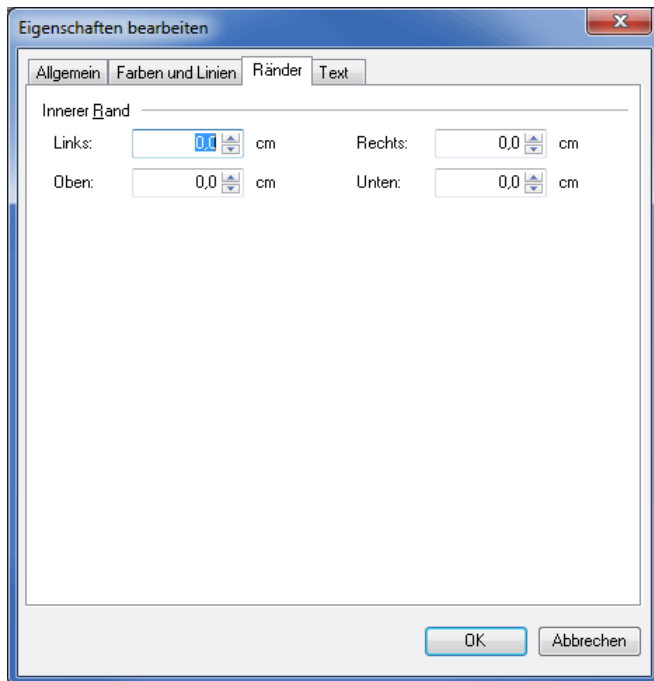 Eigenschaften bearbeiten
Allgemein Farben und Linien Ränder Text
Innerer Rand
Links: 0,0 cm Rechts: 0,0 cm
Oben: 0,0 cm Unten: 0,0 cm
OK Abbrechen